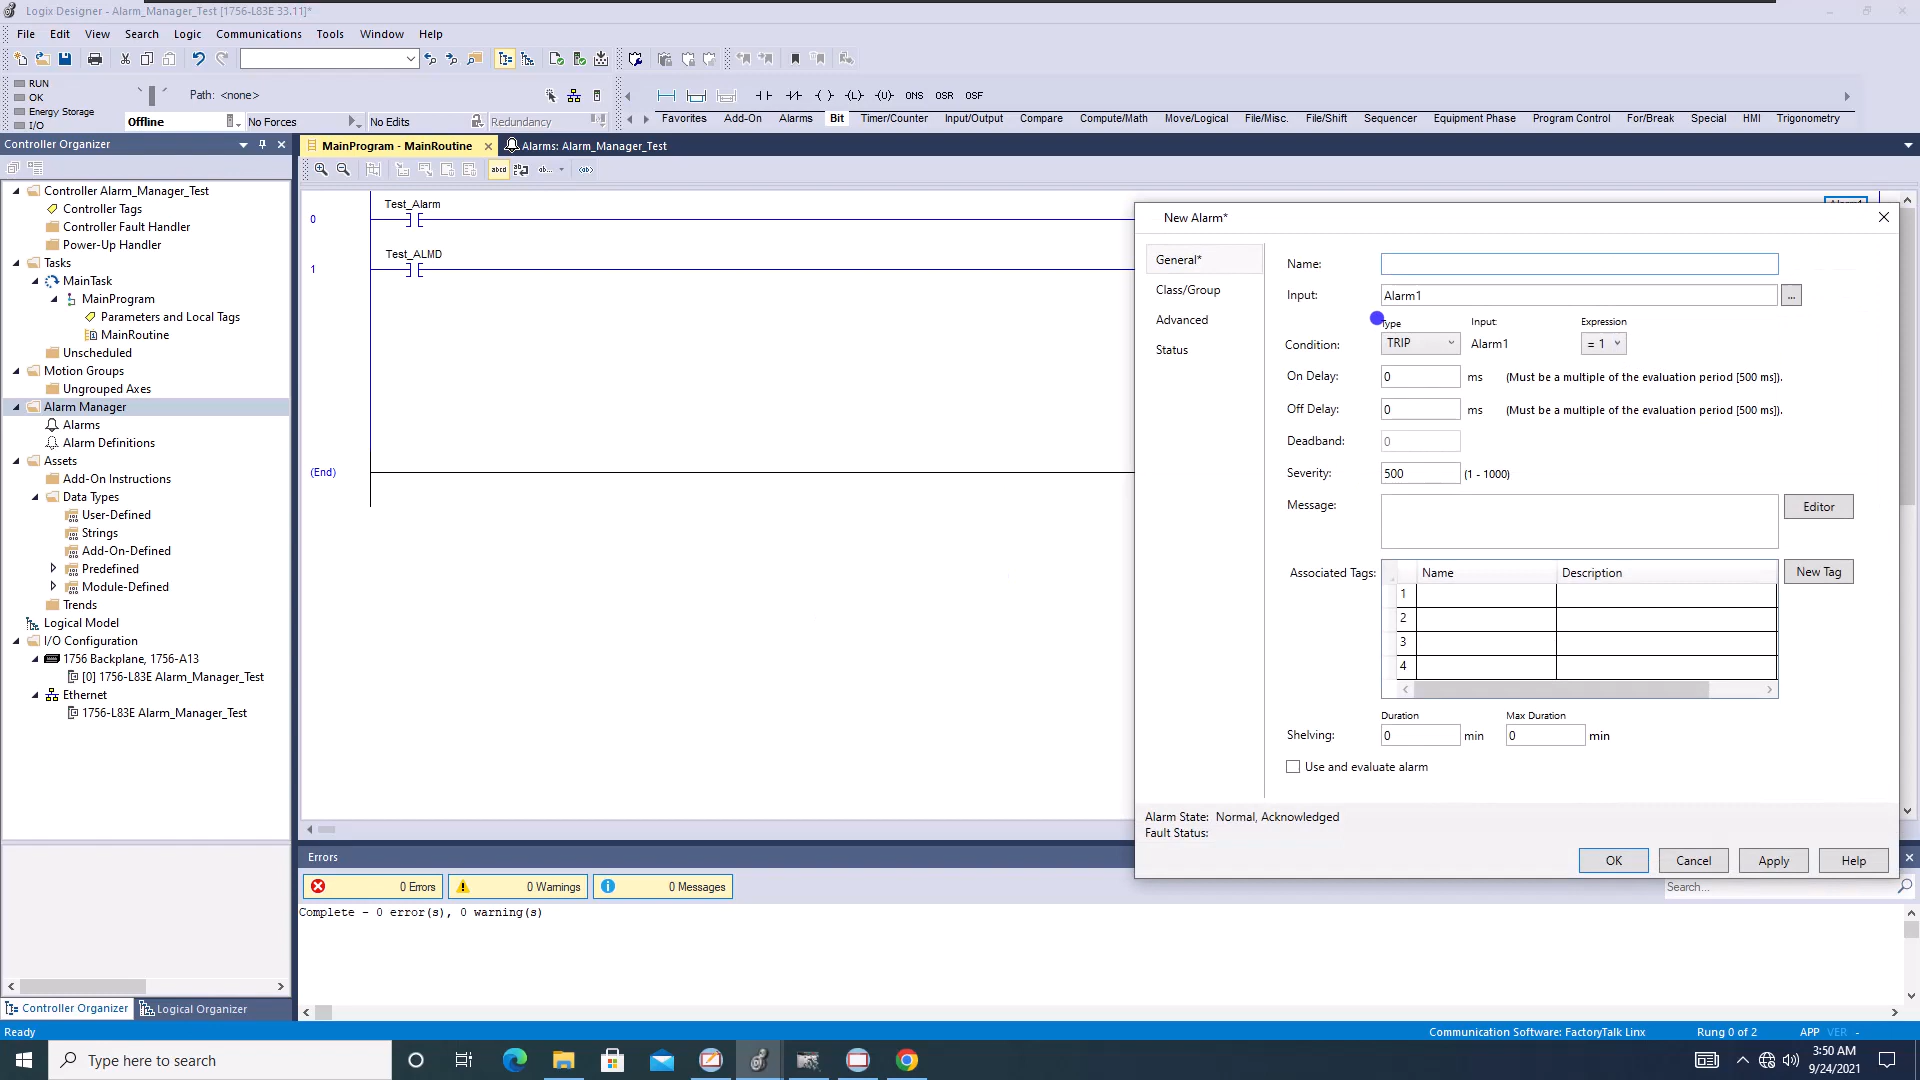 Logix Designer - Alarm_Manager_Test [1756-L83E 33.11]*
File Edit View Search Logic Communications Tools Window Help
RUN
OK
Energy Storage
I/O
Path: <none>
Offline
No Forces
No Edits
Redundancy
ONS OSR OSF
Favorites Add-On Alarms Bit Timer/Counter Input/Output Compare Compute/Math Move/Logical File/Misc. File/Shift Sequencer Equipment Phase Program Control For/Break Special HMI Trigonometry
Controller Organizer
MainProgram - MainRoutine
Alarms: Alarm_Manager_Test
Controller Alarm_Manager_Test
Controller Tags
Controller Fault Handler
Power-Up Handler
Tasks
MainTask
MainProgram
Parameters and Local Tags
MainRoutine
Unscheduled
Motion Groups
Ungrouped Axes
Alarm Manager
Alarms
Alarm Definitions
Assets
Add-On Instructions
Data Types
User-Defined
Strings
Add-On-Defined
Predefined
Module-Defined
Trends
Logical Model
I/O Configuration
1756 Backplane, 1756-A13
[0] 1756-L83E Alarm_Manager_Test
Ethernet
1756-L83E Alarm_Manager_Test
Controller Organizer
Logical Organizer
Test_Alarm
0
Test_ALMD
1
(End)
New Alarm*
General*
Class/Group
Advanced
Status
Name:
Input: Alarm1 ...
Type Input: Expression
Condition: TRIP Alarm1 = 1
On Delay: 0 ms (Must be a multiple of the evaluation period [500 ms]).
Off Delay: 0 ms (Must be a multiple of the evaluation period [500 ms]).
Deadband: 0
Severity: 500 (1 - 1000)
Message: Editor
Associated Tags: Name Description New Tag
1
2
3
4
Duration Max Duration
Shelving: 0 min 0 min
Use and evaluate alarm
Alarm State: Normal, Acknowledged
Fault Status:
OK Cancel Apply Help
Errors
0 Errors
0 Warnings
0 Messages
Search...
Complete - 0 error(s), 0 warning(s)
Ready
Communication Software: FactoryTalk Linx
Rung 0 of 2
APP VER -
Type here to search
3:50 AM
9/24/2021